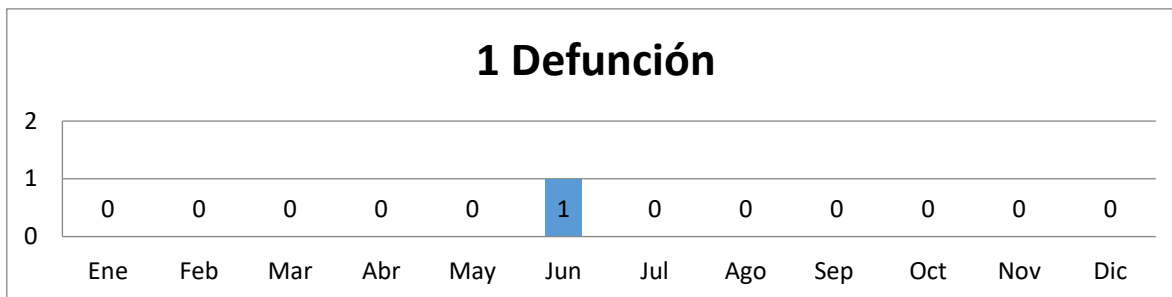 1 Defunción
2
1
0
0 0 0 0 0 1 0 0 0 0 0 0
Ene Feb Mar Abr May Jun Jul Ago Sep Oct Nov Dic